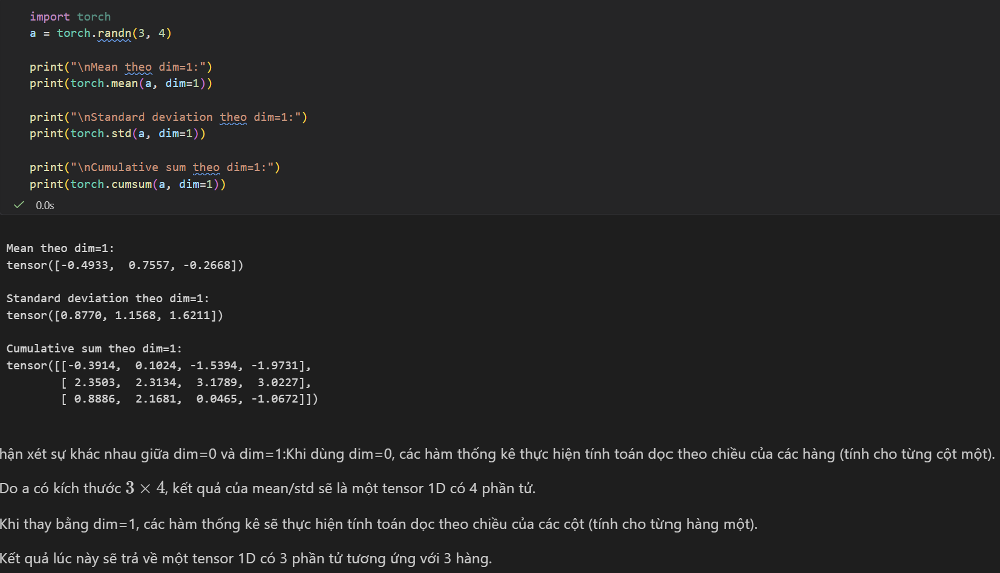 import torch
a = torch.randn(3, 4)
print("\nMean theo dim=1:")
print(torch.mean(a, dim=1))
print("\nStandard deviation theo dim=1:")
print(torch.std(a, dim=1))
print("\nCumulative sum theo dim=1:")
print(torch.cumsum(a, dim=1))
0.0s
Mean theo dim=1:
tensor([-0.4933,  0.7557, -0.2668])
Standard deviation theo dim=1:
tensor([0.8770, 1.1568, 1.6211])
Cumulative sum theo dim=1:
tensor([[-0.3914,  0.1024, -1.5394, -1.9731],
        [ 2.3503,  2.3134,  3.1789,  3.0227],
        [ 0.8886,  2.1681,  0.0465, -1.0672]])
hận xét sự khác nhau giữa dim=0 và dim=1:Khi dùng dim=0, các hàm thống kê thực hiện tính toán dọc theo chiều của các hàng (tính cho từng cột một).
Do a có kích thước 3 × 4, kết quả của mean/std sẽ là một tensor 1D có 4 phần tử.
Khi thay bằng dim=1, các hàm thống kê sẽ thực hiện tính toán dọc theo chiều của các cột (tính cho từng hàng một).
Kết quả lúc này sẽ trả về một tensor 1D có 3 phần tử tương ứng với 3 hàng.